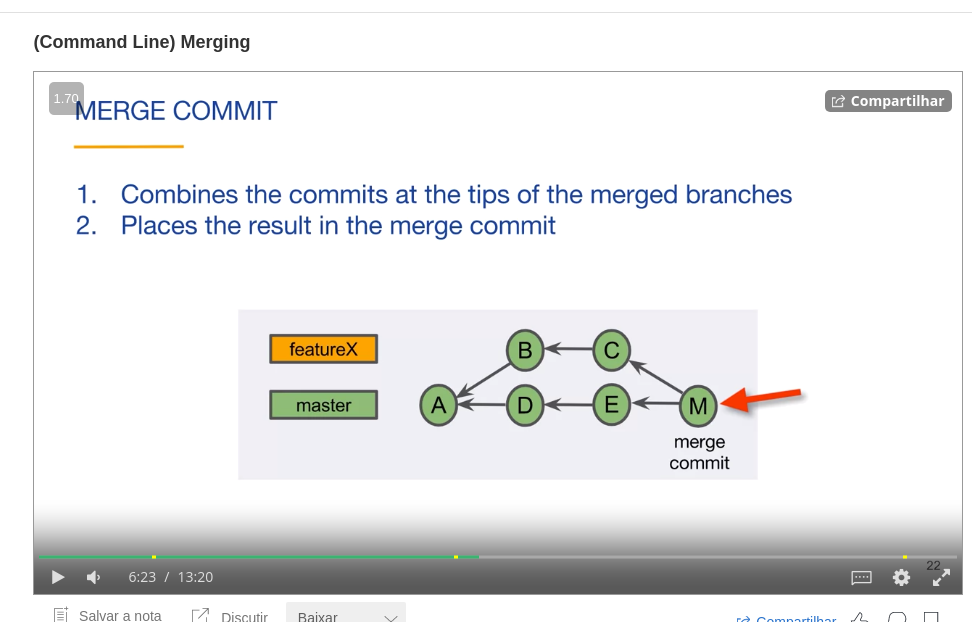 (Command Line) Merging
1.70
MERGE COMMIT
Compartilhar
1. Combines the commits at the tips of the merged branches
2. Places the result in the merge commit
featureX
B
C
master
A
D
E
M
merge
commit
22
6:23 / 13:20
Salvar a nota
Discutir
Baixar
Compartilhar